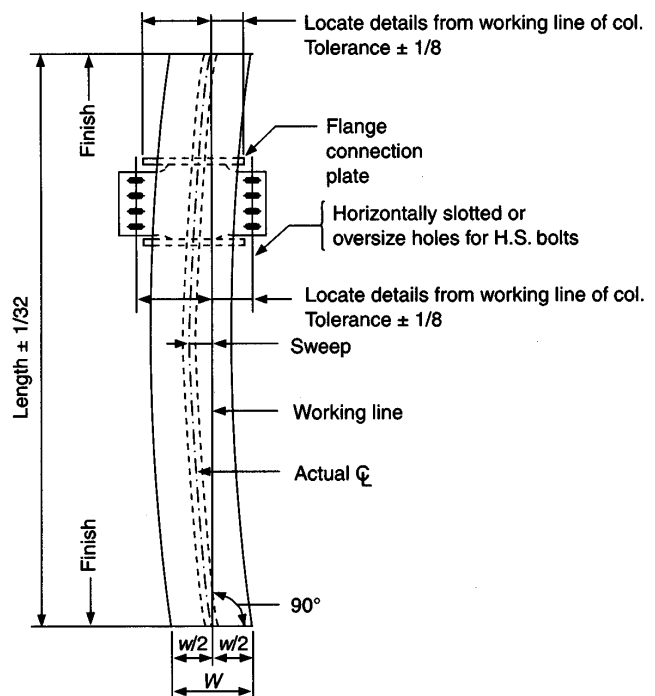 Locate details from working line of col.
Tolerance ± 1/8
Finish
Flange
connection
plate
Horizontally slotted or
oversize holes for H.S. bolts
Locate details from working line of col.
Tolerance ± 1/8
Length ± 1/32
Sweep
Working line
Actual ℄
Finish
90°
w/2 w/2
W